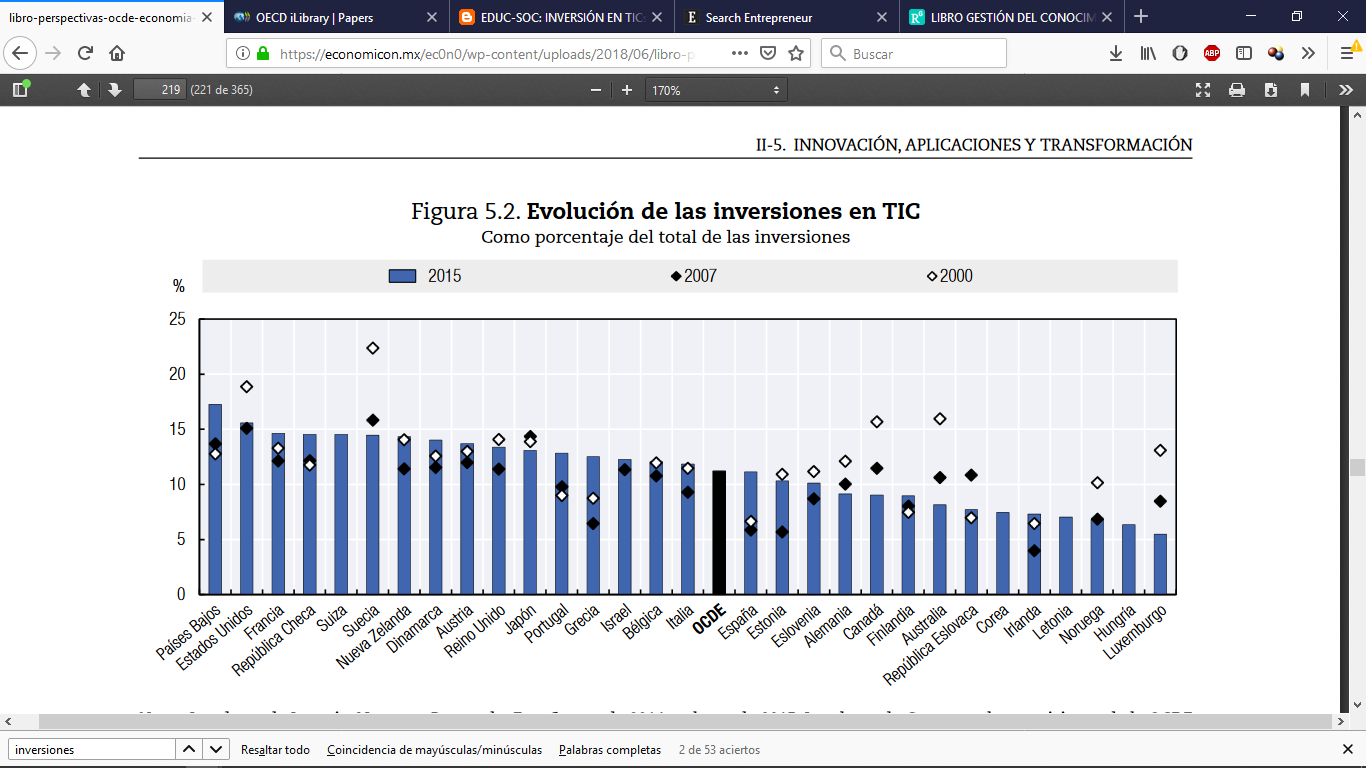 libro-perspectivas-ocde-economia-
OECD iLibrary | Papers
EDUC-SOC: INVERSIÓN EN TIC
Search Entrepreneur
LIBRO GESTIÓN DEL CONOCIM
https://economicon.mx/ec0n0/wp-content/uploads/2018/06/libro-p
Buscar
ABP
219 (221 de 365)
170%
II-5. INNOVACIÓN, APLICACIONES Y TRANSFORMACIÓN
Figura 5.2. Evolución de las inversiones en TIC
Como porcentaje del total de las inversiones
2015 2007 2000
%
25
20
15
10
5
0
Países Bajos
Estados Unidos
Francia
República Checa
Suiza
Suecia
Nueva Zelanda
Dinamarca
Austria
Reino Unido
Japón
Portugal
Grecia
Israel
Bélgica
Italia
OCDE
España
Estonia
Eslovenia
Alemania
Canadá
Finlandia
Australia
República Eslovaca
Corea
Irlanda
Letonia
Noruega
Hungría
Luxemburgo
inversiones
Resaltar todo
Coincidencia de mayúsculas/minúsculas
Palabras completas
2 de 53 aciertos